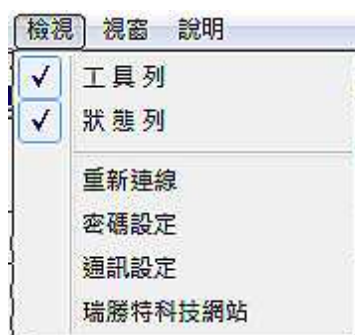 檢視 視窗 說明
工具列
狀態列
重新連線
密碼設定
通訊設定
瑞勝特科技網站